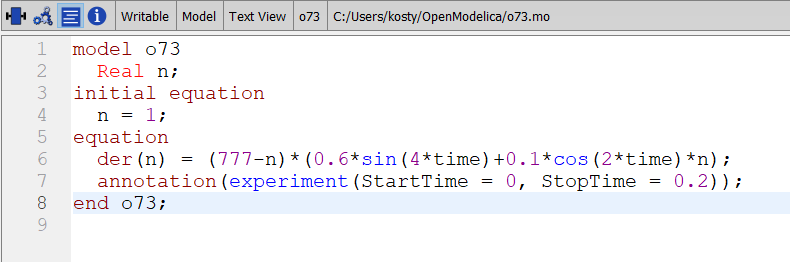 Writable Model Text View o73 C:/Users/kosty/OpenModelica/o73.mo
1 model o73
2   Real n;
3 initial equation
4   n = 1;
5 equation
6   der(n) = (777-n)*(0.6*sin(4*time)+0.1*cos(2*time)*n);
7   annotation(experiment(StartTime = 0, StopTime = 0.2));
8 end o73;
9